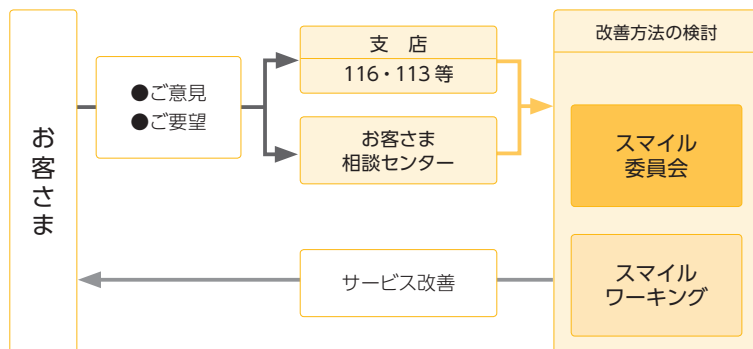 お客さま
●ご意見
●ご要望
支　店
116・113 等
お客さま
相談センター
改善方法の検討
スマイル
委員会
スマイル
ワーキング
サービス改善